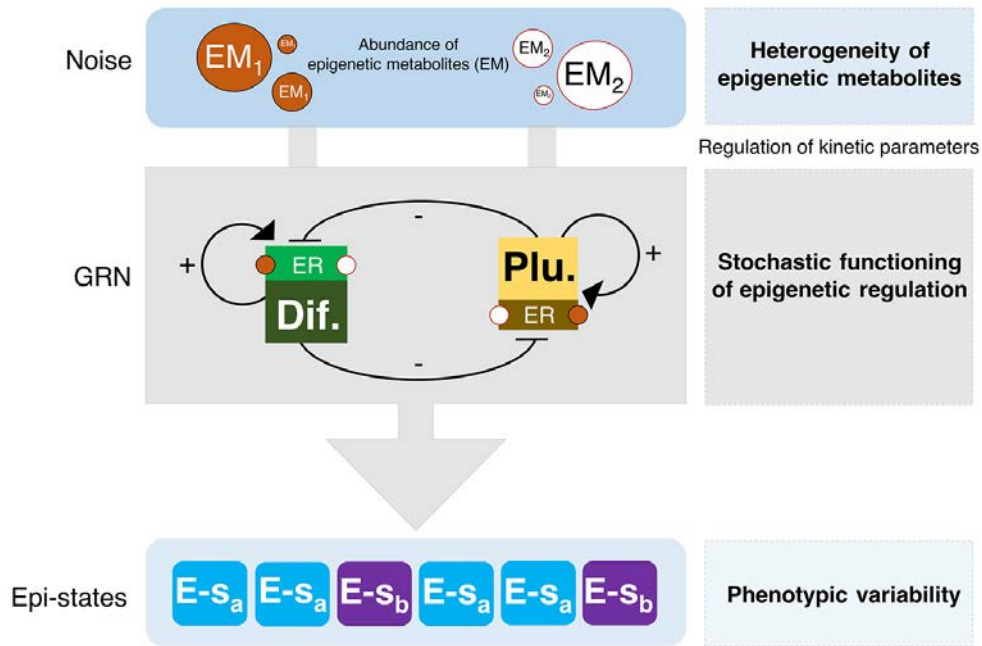 Noise
EM1
EM1
EM1
Abundance of
epigenetic metabolites (EM)
EM2
EM2
EM2
Heterogeneity of
epigenetic metabolites
Regulation of kinetic parameters
GRN
+
-
ER
Dif.
Plu.
ER
+
-
Stochastic functioning
of epigenetic regulation
Epi-states
E-sa
E-sa
E-sb
E-sa
E-sa
E-sb
Phenotypic variability